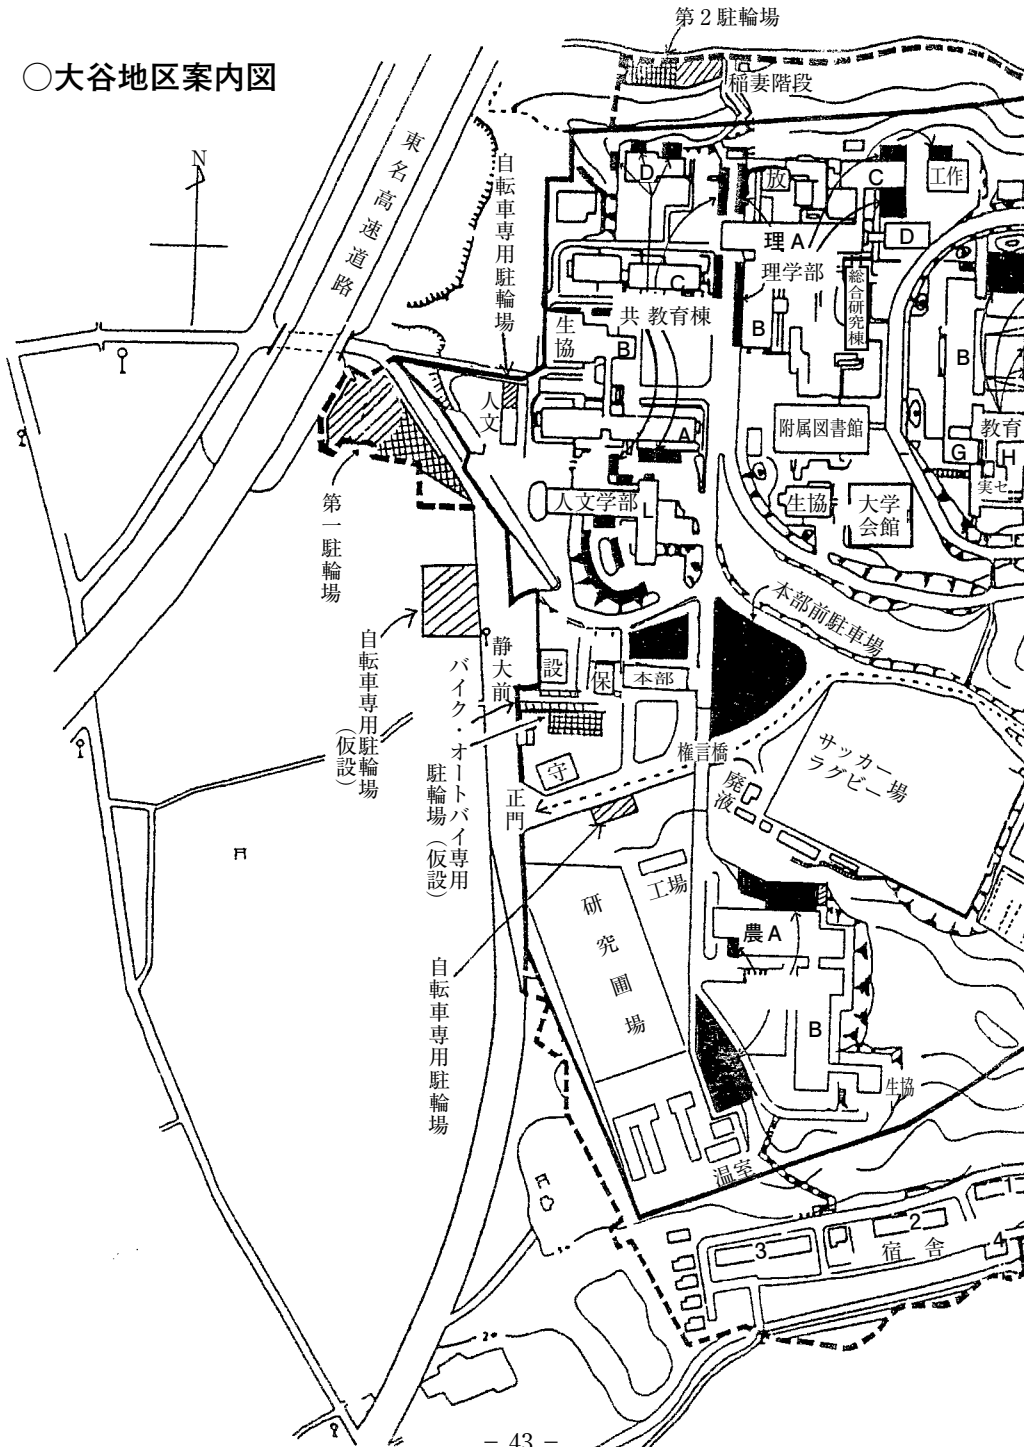 第２駐輪場
○大谷地区案内図
稲妻階段
N
東名高速道路
自転車専用駐輪場
D
放
C
工作
理A
D
理学部
総合研究棟
C
共 教育棟
生協
B
B
B
人文
附属図書館
教育
A
G
H
実セ
人文学部
L
生協
大学
会館
第一駐輪場
本部前駐車場
自転車専用駐輪場
（仮設）
静大前
設
保
本部
バイク・オートバイ専用
駐輪場（仮設）
権言橋
サッカー
ラグビー場
守
正門
廃液
工場
研究圃場
農A
自転車専用駐輪場
B
生協
温室
1
2
3
宿舎
4
－ 43 －